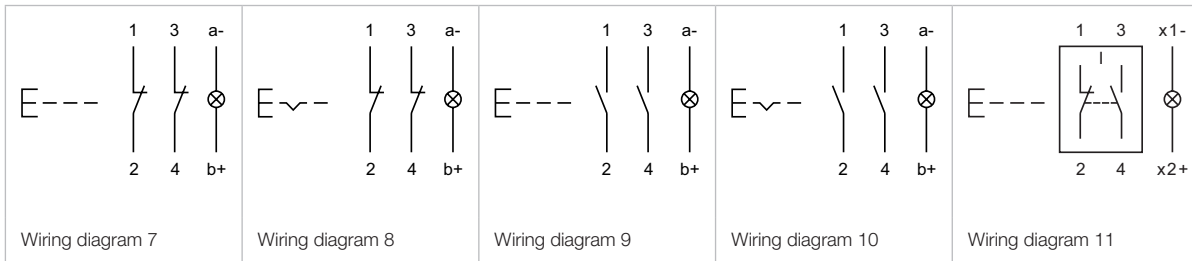 1 3 a-
2 4 b+
Wiring diagram 7
1 3 a-
2 4 b+
Wiring diagram 8
1 3 a-
2 4 b+
Wiring diagram 9
1 3 a-
2 4 b+
Wiring diagram 10
1 3 x1-
2 4 x2+
Wiring diagram 11